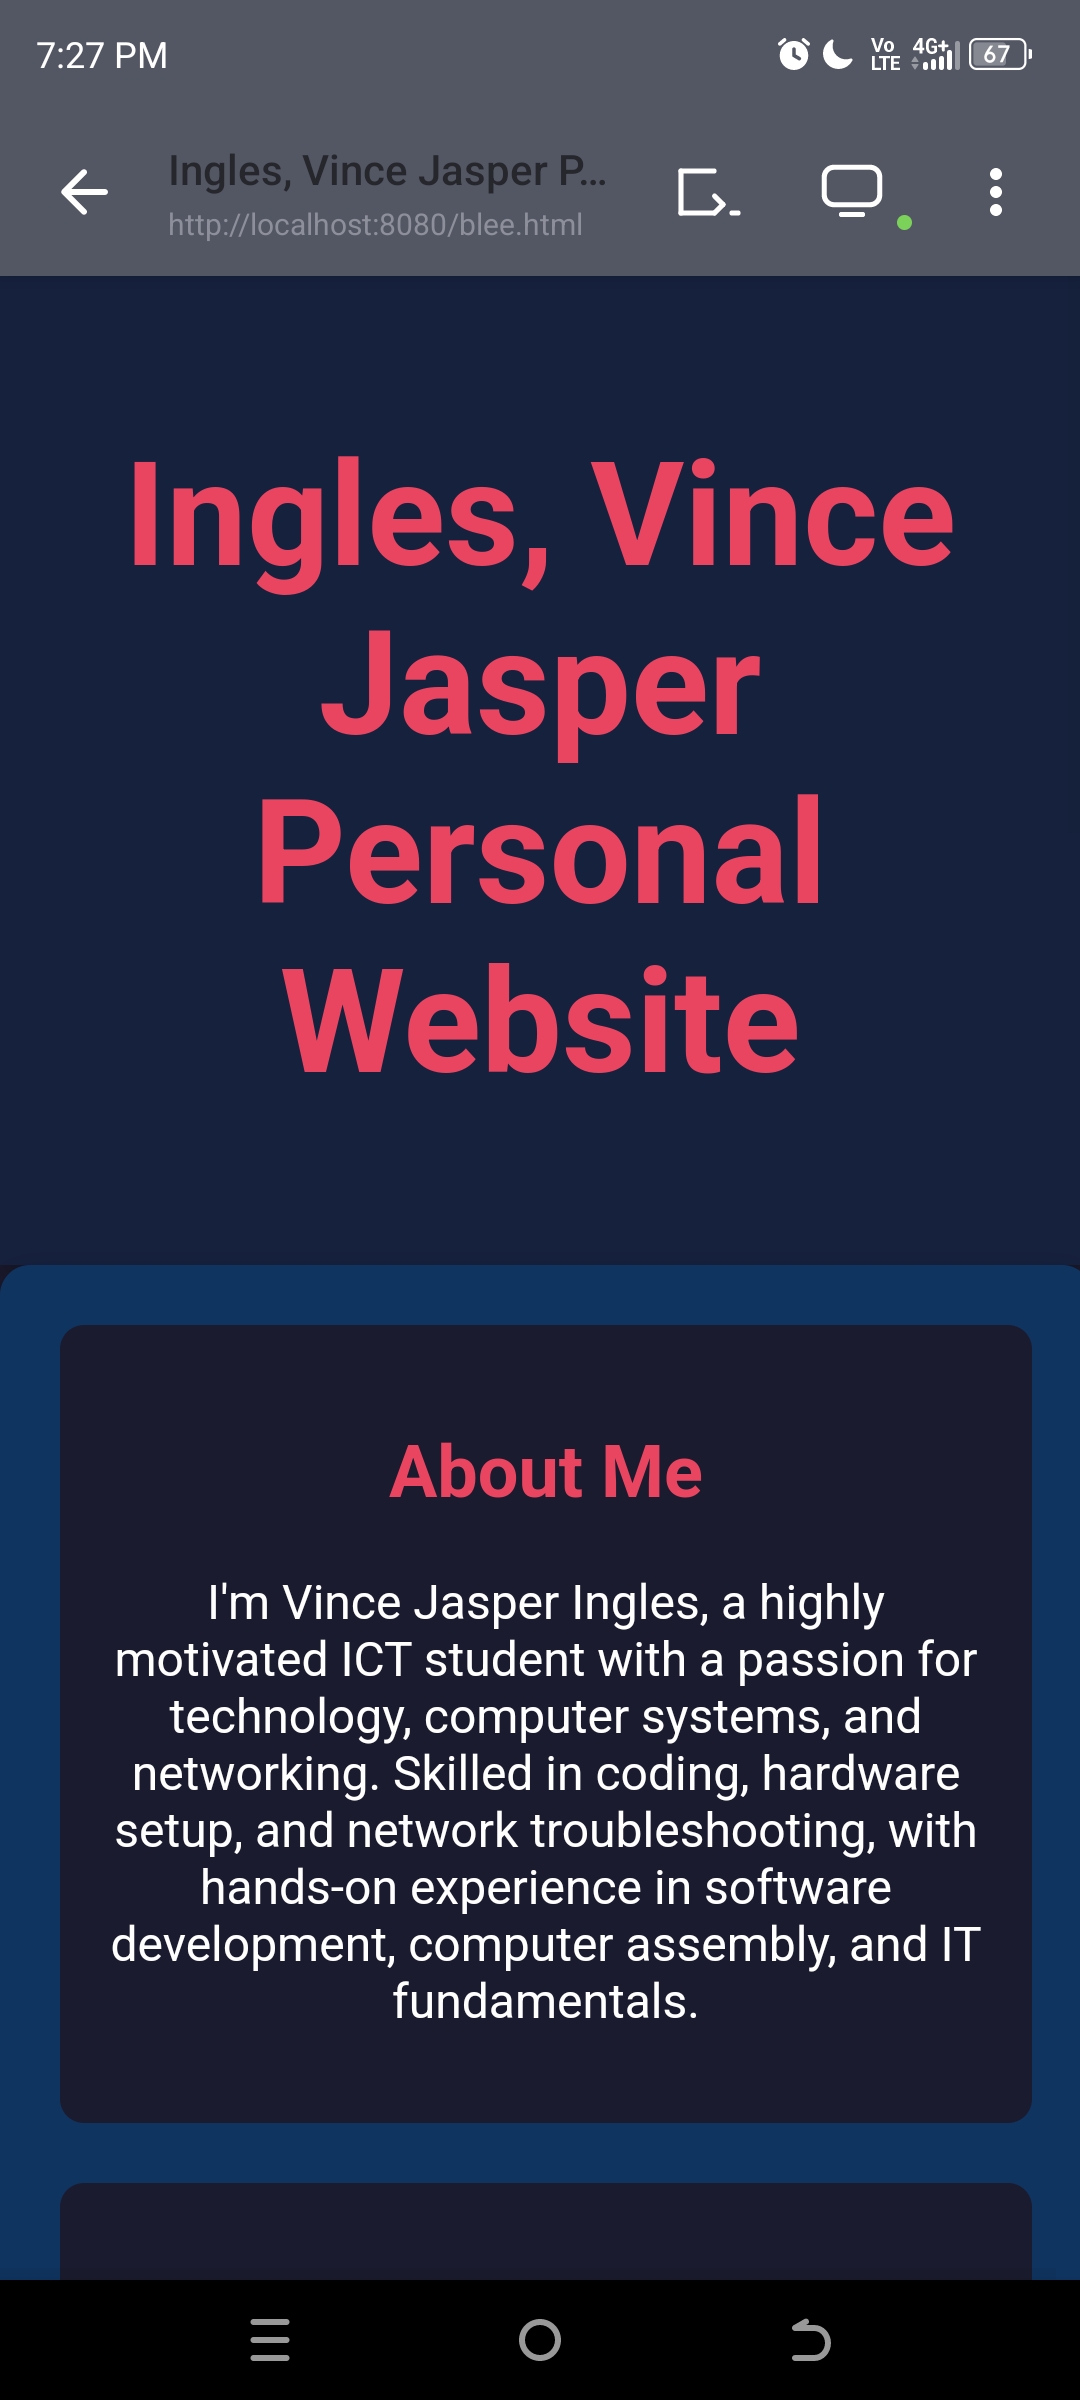 7:27 PM
Vo
LTE
4G+
67
Ingles, Vince Jasper P...
http://localhost:8080/blee.html
Ingles, Vince
Jasper
Personal
Website
About Me
I'm Vince Jasper Ingles, a highly
motivated ICT student with a passion for
technology, computer systems, and
networking. Skilled in coding, hardware
setup, and network troubleshooting, with
hands-on experience in software
development, computer assembly, and IT
fundamentals.